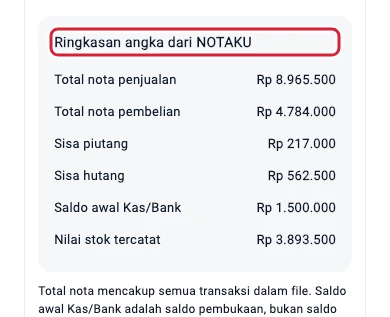 Ringkasan angka dari NOTAKU
Total nota penjualan Rp 8.965.500
Total nota pembelian Rp 4.784.000
Sisa piutang Rp 217.000
Sisa hutang Rp 562.500
Saldo awal Kas/Bank Rp 1.500.000
Nilai stok tercatat Rp 3.893.500
Total nota mencakup semua transaksi dalam file. Saldo
awal Kas/Bank adalah saldo pembukaan, bukan saldo